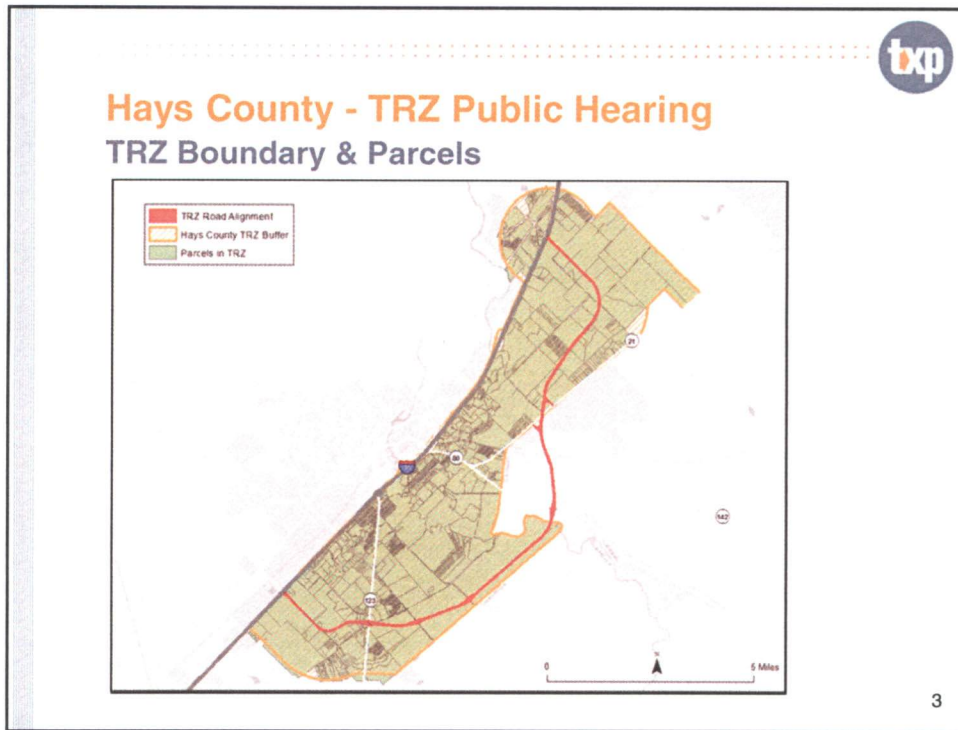 txp
Hays County - TRZ Public Hearing
TRZ Boundary & Parcels
TRZ Road Alignment
Hays County TRZ Buffer
Parcels in TRZ
21
80
142
123
N
0 5 Miles
3